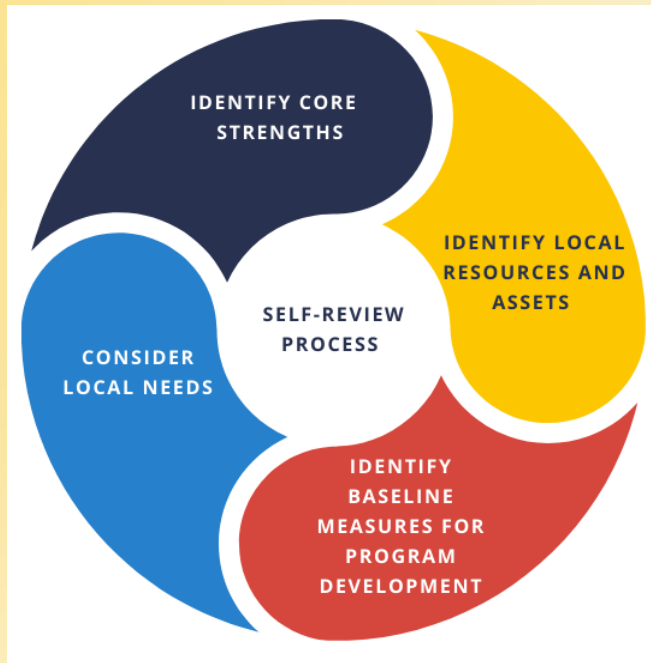 IDENTIFY CORE
STRENGTHS
IDENTIFY LOCAL
RESOURCES AND
ASSETS
SELF-REVIEW
PROCESS
CONSIDER
LOCAL NEEDS
IDENTIFY
BASELINE
MEASURES FOR
PROGRAM
DEVELOPMENT